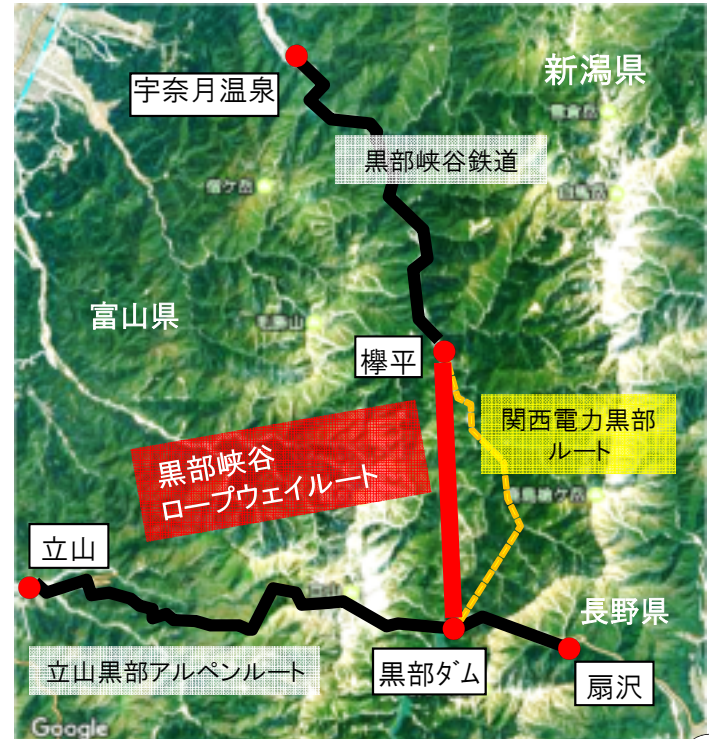 宇奈月温泉
新潟県
黒部峡谷鉄道
富山県
欅平
関西電力黒部
ルート
黒部峡谷
ロープウェイルート
立山
長野県
立山黒部アルペンルート
黒部ダム
扇沢
Google